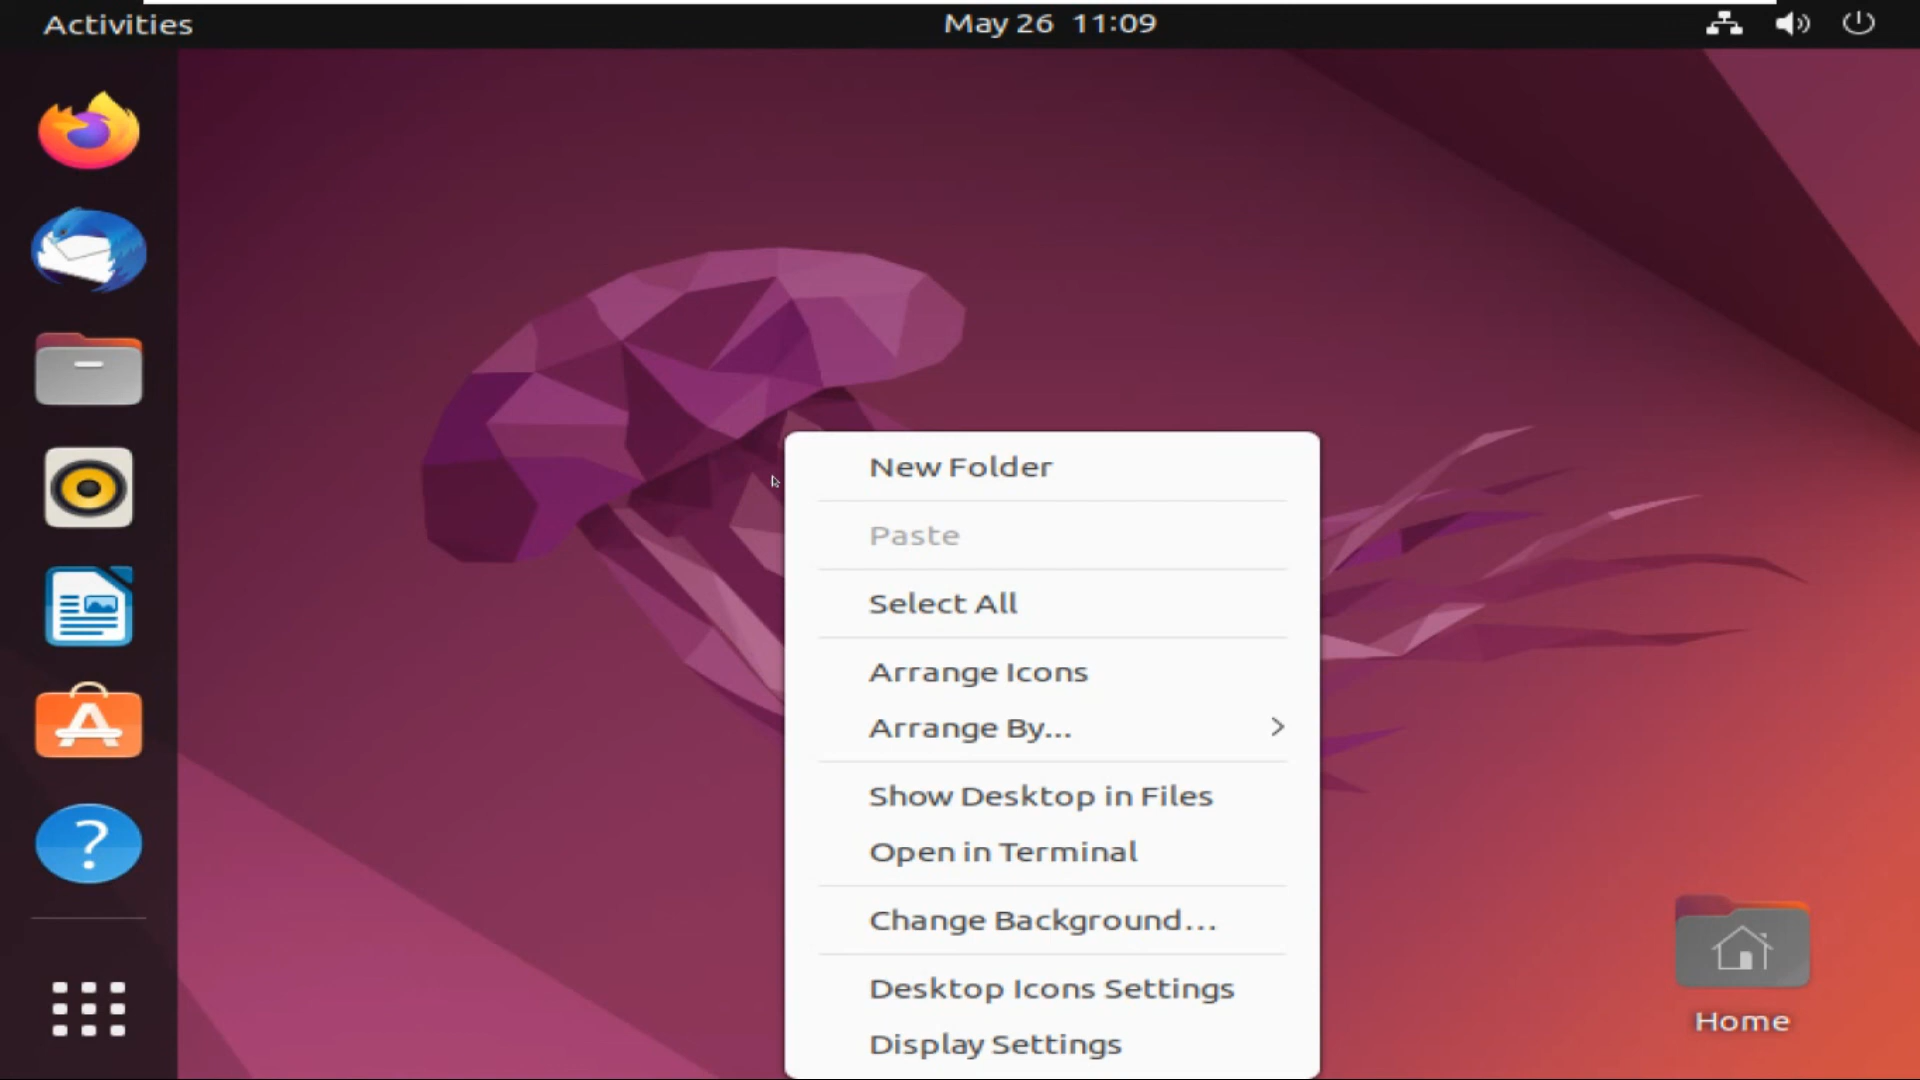 Activities
May 26 11:09
New Folder
Paste
Select All
Arrange Icons
Arrange By...
Show Desktop in Files
Open in Terminal
Change Background...
Desktop Icons Settings
Display Settings
Home